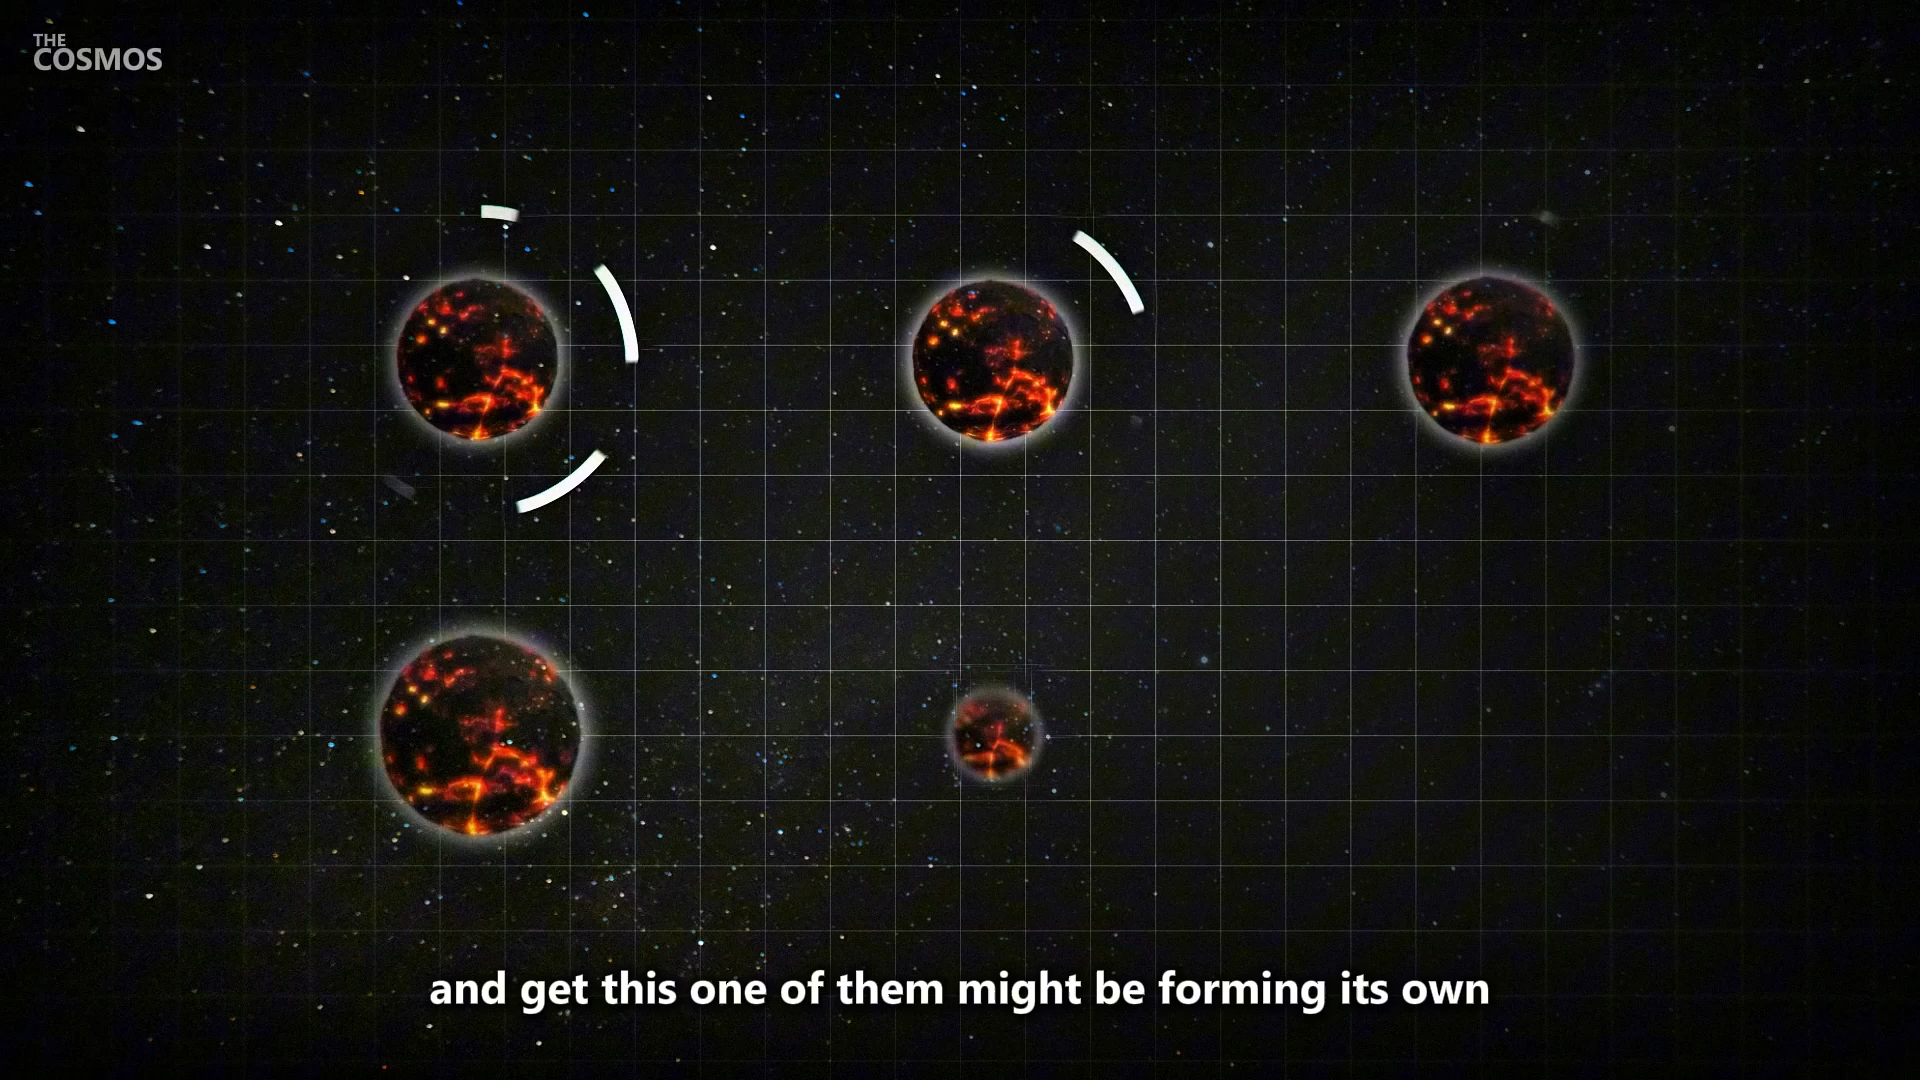 THE
COSMOS
and get this one of them might be forming its own